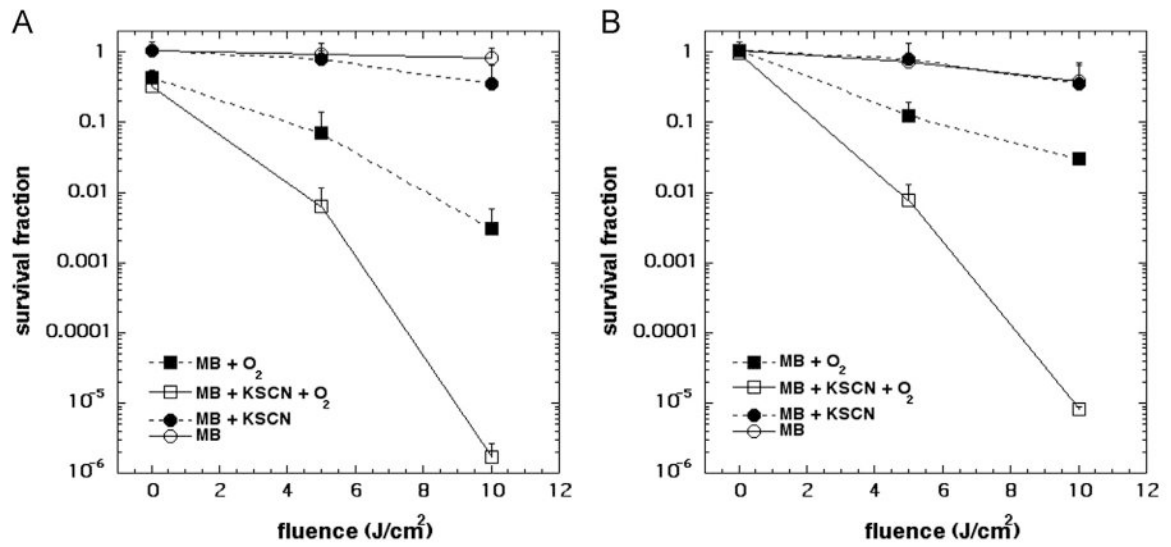 A
1
0.1
0.01
0.001
0.0001
10⁻⁵
10⁻⁶
survival fraction
MB + O₂
MB + KSCN + O₂
MB + KSCN
MB
0 2 4 6 8 10 12
fluence (J/cm²)
B
1
0.1
0.01
0.001
0.0001
10⁻⁵
10⁻⁶
survival fraction
MB + O₂
MB + KSCN + O₂
MB + KSCN
MB
0 2 4 6 8 10 12
fluence (J/cm²)